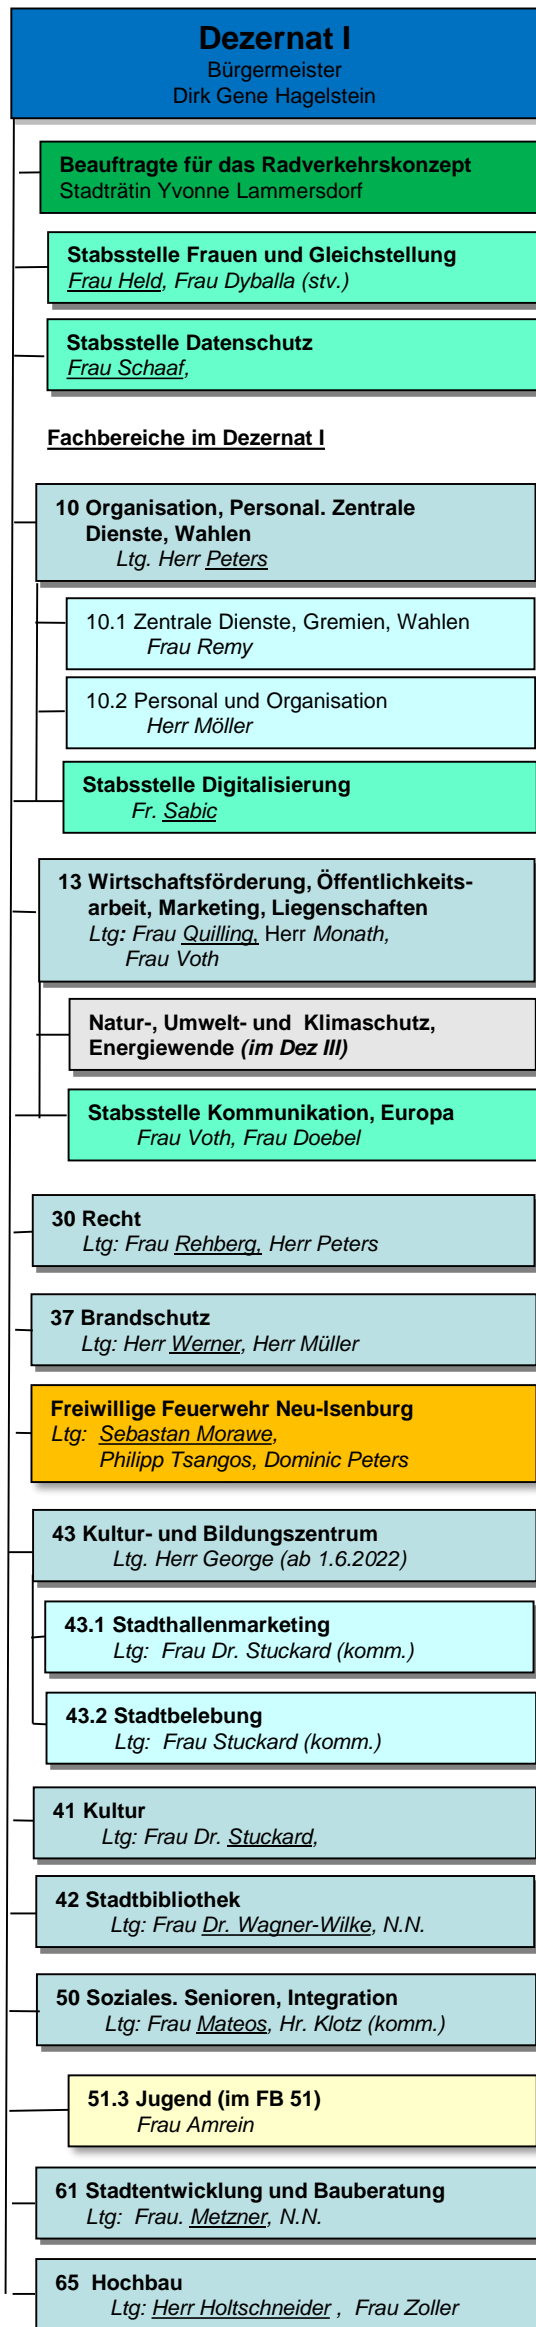 Dezernat I
Bürgermeister
Dirk Gene Hagelstein
Beauftragte für das Radverkehrskonzept
Stadträtin Yvonne Lammersdorf
Stabsstelle Frauen und Gleichstellung
Frau Held, Frau Dyballa (stv.)
Stabsstelle Datenschutz
Frau Schaaf,
Fachbereiche im Dezernat I
10 Organisation, Personal. Zentrale
Dienste, Wahlen
Ltg. Herr Peters
10.1 Zentrale Dienste, Gremien, Wahlen
Frau Remy
10.2 Personal und Organisation
Herr Möller
Stabsstelle Digitalisierung
Fr. Sabic
13 Wirtschaftsförderung, Öffentlichkeits-
arbeit, Marketing, Liegenschaften
Ltg: Frau Quilling, Herr Monath,
Frau Voth
Natur-, Umwelt- und Klimaschutz,
Energiewende (im Dez III)
Stabsstelle Kommunikation, Europa
Frau Voth, Frau Doebel
30 Recht
Ltg: Frau Rehberg, Herr Peters
37 Brandschutz
Ltg: Herr Werner, Herr Müller
Freiwillige Feuerwehr Neu-Isenburg
Ltg: Sebastan Morawe,
Philipp Tsangos, Dominic Peters
43 Kultur- und Bildungszentrum
Ltg. Herr George (ab 1.6.2022)
43.1 Stadthallenmarketing
Ltg: Frau Dr. Stuckard (komm.)
43.2 Stadtbelebung
Ltg: Frau Stuckard (komm.)
41 Kultur
Ltg: Frau Dr. Stuckard,
42 Stadtbibliothek
Ltg: Frau Dr. Wagner-Wilke, N.N.
50 Soziales. Senioren, Integration
Ltg: Frau Mateos, Hr. Klotz (komm.)
51.3 Jugend (im FB 51)
Frau Amrein
61 Stadtentwicklung und Bauberatung
Ltg: Frau. Metzner, N.N.
65 Hochbau
Ltg: Herr Holtschneider , Frau Zoller